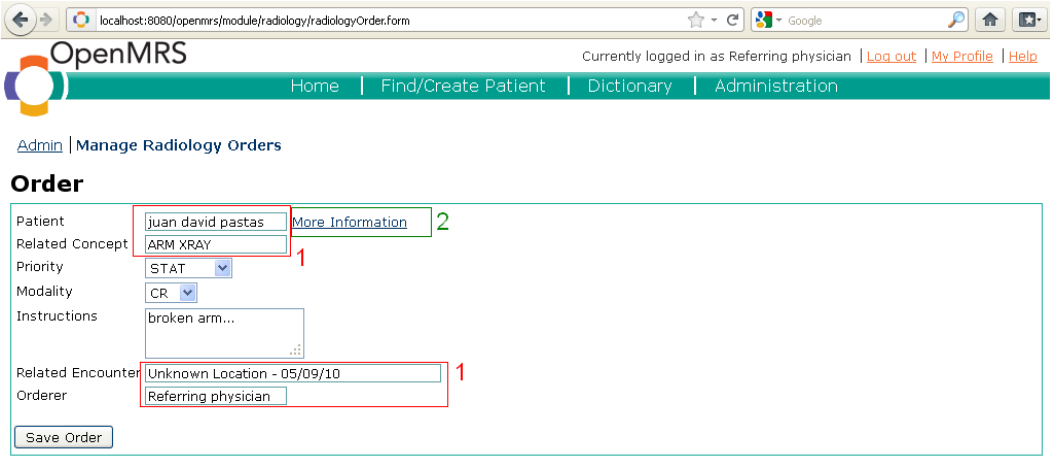 localhost:8080/openmrs/module/radiology/radiologyOrder.form
Google
OpenMRS
Currently logged in as Referring physician | Log out | My Profile | Help
Home | Find/Create Patient | Dictionary | Administration
Admin | Manage Radiology Orders
Order
Patient juan david pastas More Information 2
Related Concept ARM XRAY 1
Priority STAT
Modality CR
Instructions broken arm...
Related Encounter Unknown Location - 05/09/10 1
Orderer Referring physician
Save Order